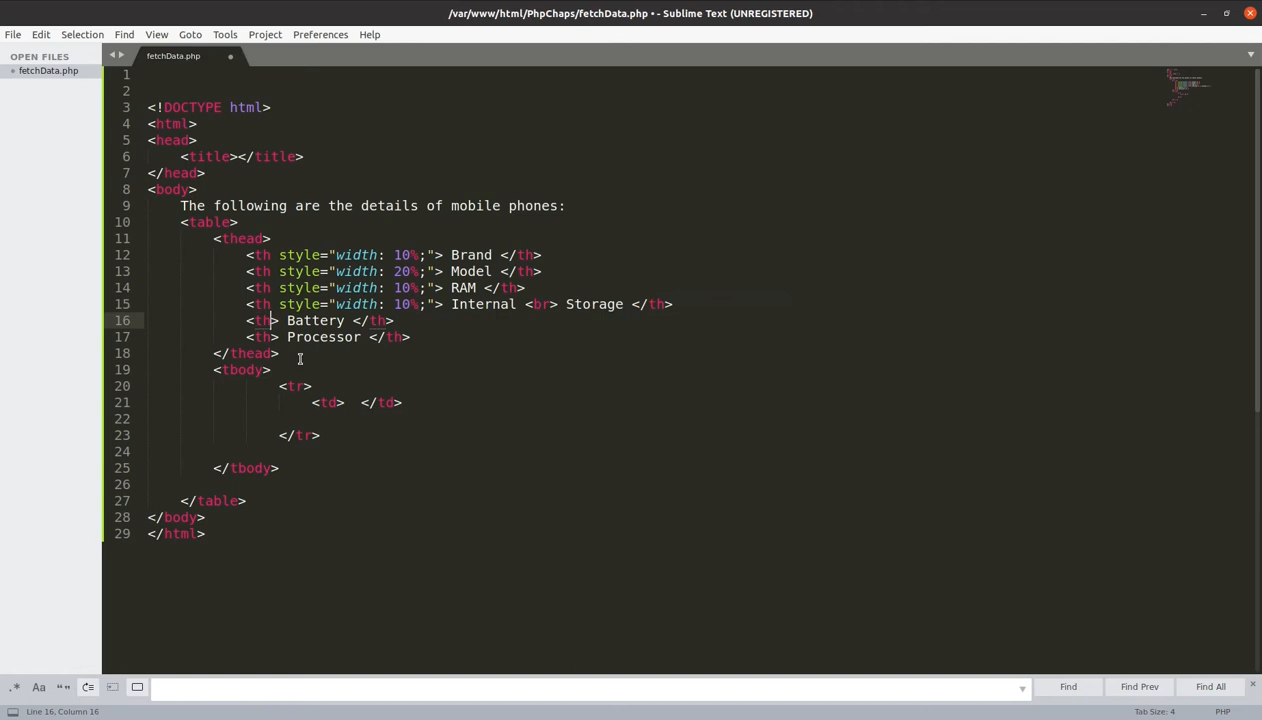 /var/www/html/PhpChaps/fetchData.php • - Sublime Text (UNREGISTERED)
File Edit Selection Find View Goto Tools Project Preferences Help
OPEN FILES
fetchData.php
fetchData.php
1
2
3 <!DOCTYPE html>
4 <html>
5 <head>
6 <title></title>
7 </head>
8 <body>
9 The following are the details of mobile phones:
10 <table>
11 <thead>
12 <th style="width: 10%;"> Brand </th>
13 <th style="width: 20%;"> Model </th>
14 <th style="width: 10%;"> RAM </th>
15 <th style="width: 10%;"> Internal <br> Storage </th>
16 <th> Battery </th>
17 <th> Processor </th>
18 </thead>
19 <tbody>
20 <tr>
21 <td>  </td>
22
23 </tr>
24
25 </tbody>
26
27 </table>
28 </body>
29 </html>
.* Aa “” Find Find Prev Find All
Line 16, Column 16 Tab Size: 4 PHP